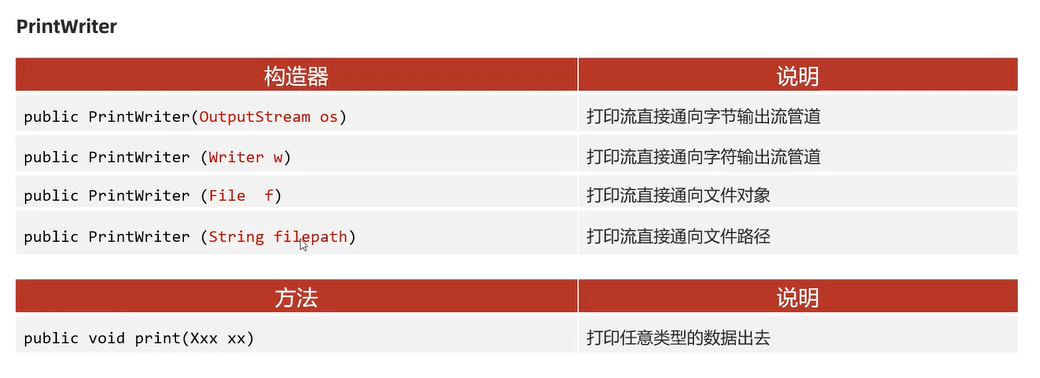 PrintWriter
构造器 说明
public PrintWriter(OutputStream os) 打印流直接通向字节输出流管道
public PrintWriter (Writer w) 打印流直接通向字符输出流管道
public PrintWriter (File  f) 打印流直接通向文件对象
public PrintWriter (String filepath) 打印流直接通向文件路径
方法 说明
public void print(Xxx xx) 打印任意类型的数据出去